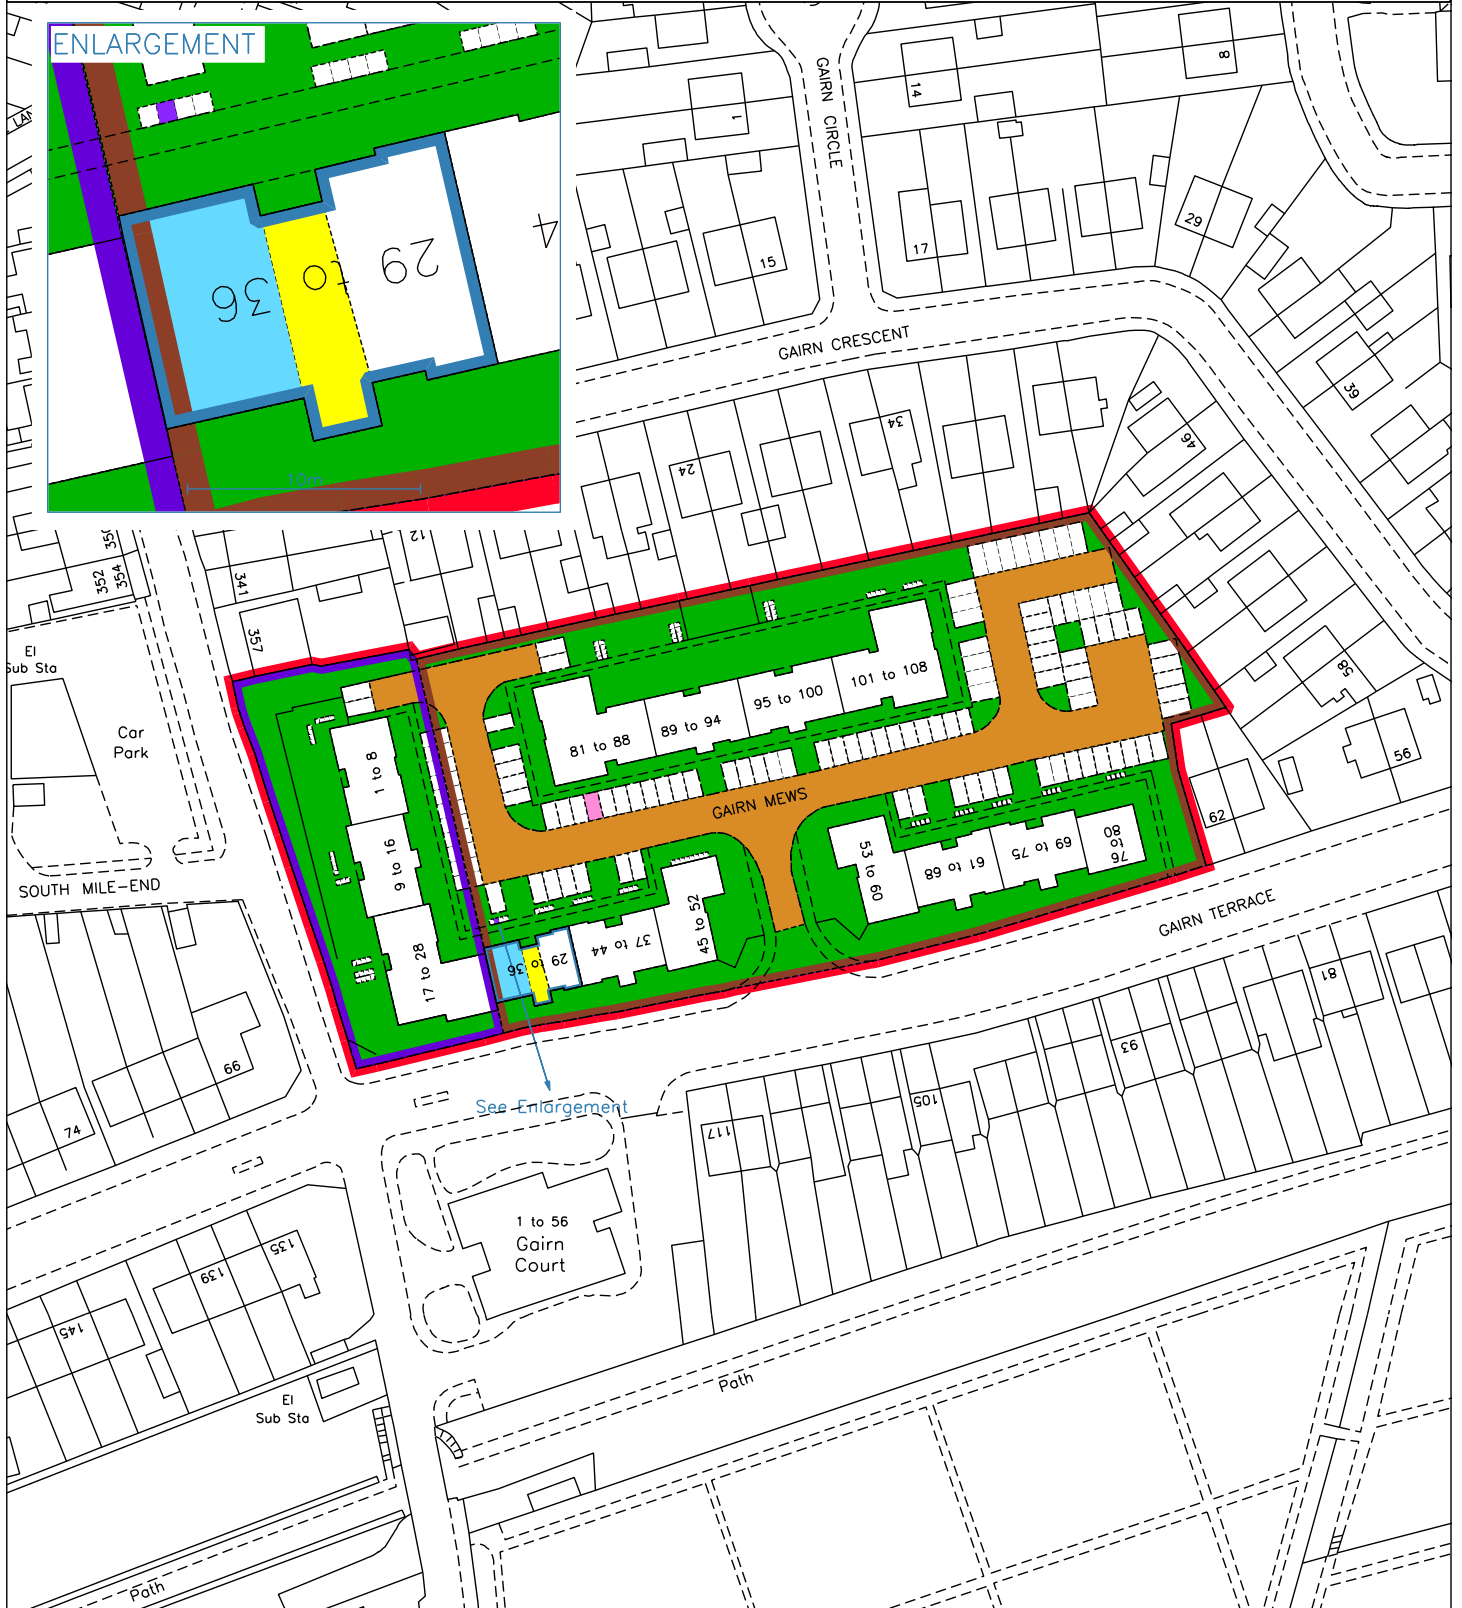 ENLARGEMENT
36
to
29
4
10m
GAIRN CIRCLE
14
8
1
15
17
29
GAIRN CRESCENT
39
46
34
24
12
58
56
62
350
352
354
341
357
El
Sub Sta
Car
Park
SOUTH MILE-END
1 to 8
9 to 16
17 to 28
81 to 88
89 to 94
95 to 100
101 to 108
GAIRN MEWS
53 to 60
61 to 68
69 to 75
76
to
80
45 to 52
37 to 44
29 to 36
GAIRN TERRACE
81
93
105
117
See Enlargement
66
74
1 to 56
Gairn
Court
135
139
145
El
Sub Sta
Path
Path